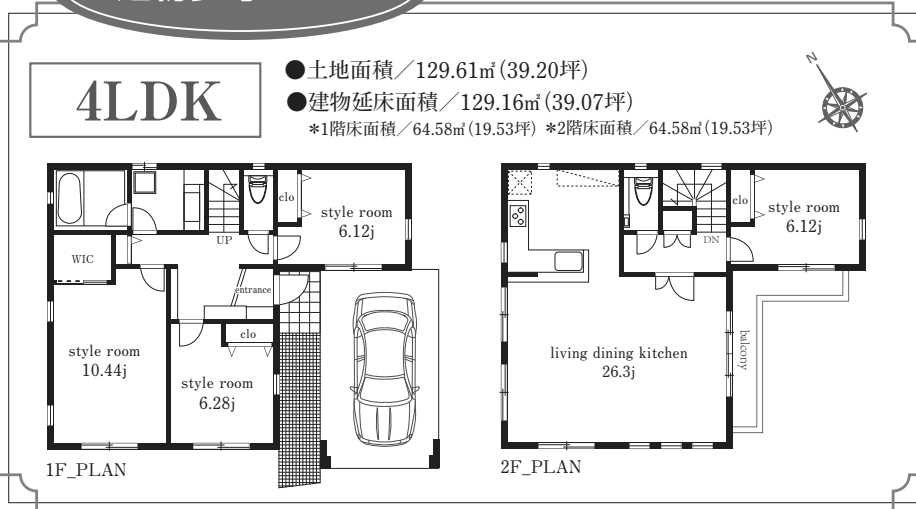 4LDK
●土地面積／129.61㎡(39.20坪)
●建物延床面積／129.16㎡(39.07坪)
*1階床面積／64.58㎡(19.53坪) *2階床面積／64.58㎡(19.53坪)
N
clo
style room
6.12j
UP
WIC
entrance
clo
style room
10.44j
style room
6.28j
1F_PLAN
clo
style room
6.12j
DN
living dining kitchen
26.3j
balcony
2F_PLAN